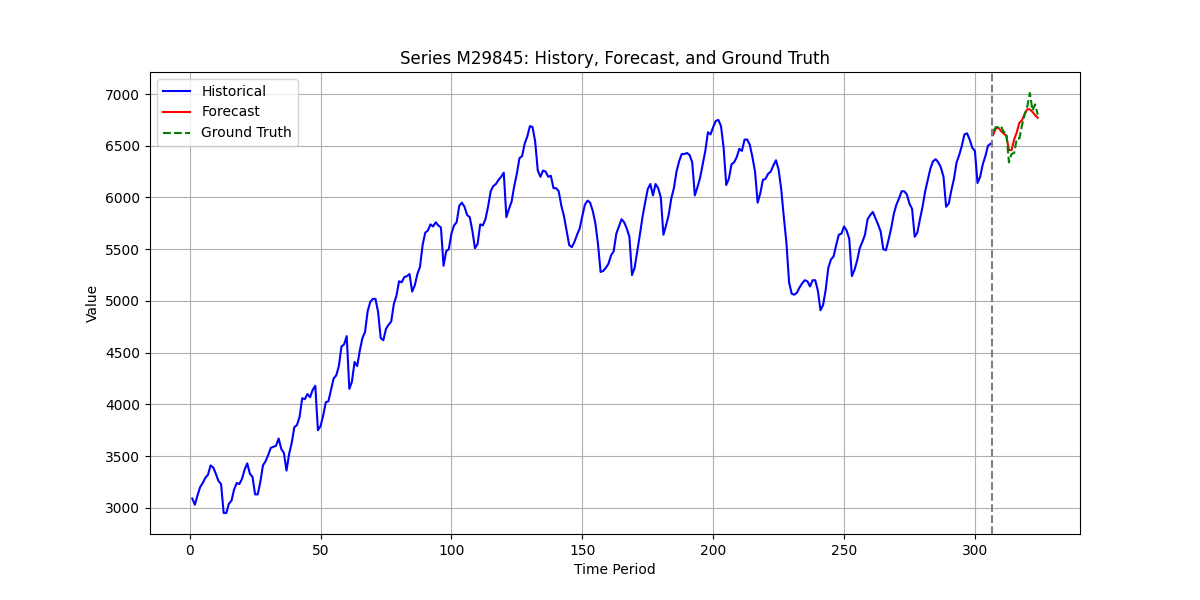 Series M29845: History, Forecast, and Ground Truth
Historical
Forecast
Ground Truth
7000
6500
6000
5500
5000
4500
4000
3500
3000
Value
0 50 100 150 200 250 300
Time Period